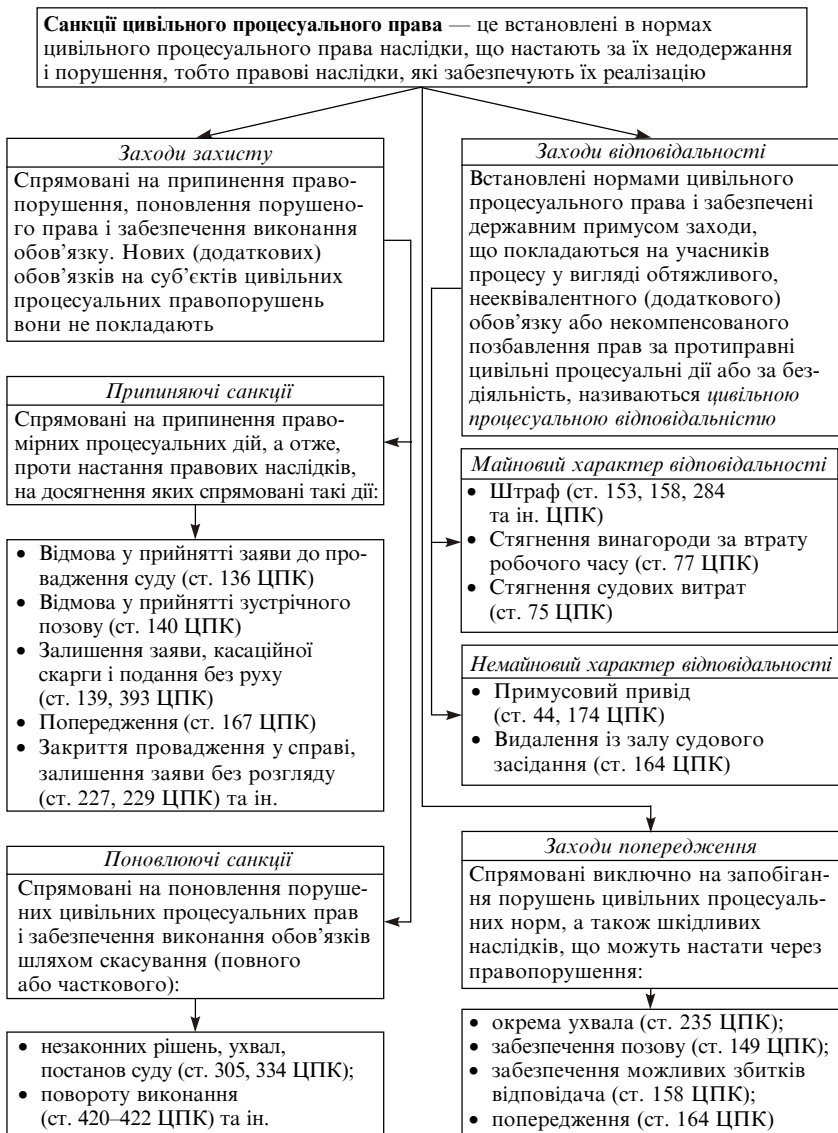 Санкції цивільного процесуального права — це встановлені в нормах
цивільного процесуального права наслідки, що настають за їх недодержання
і порушення, тобто правові наслідки, які забезпечують їх реалізацію
Заходи захисту
Спрямовані на припинення право-
порушення, поновлення порушено-
го права і забезпечення виконання
обов'язку. Нових (додаткових)
обов'язків на суб'єктів цивільних
процесуальних правопорушень
вони не покладають
Припиняючі санкції
Спрямовані на припинення право-
мірних процесуальних дій, а отже,
проти настання правових наслідків,
на досягнення яких спрямовані такі дії:
• Відмова у прийнятті заяви до про-
вадження суду (ст. 136 ЦПК)
• Відмова у прийнятті зустрічного
позову (ст. 140 ЦПК)
• Залишення заяви, касаційної
скарги і подання без руху
(ст. 139, 393 ЦПК)
• Попередження (ст. 167 ЦПК)
• Закриття провадження у справі,
залишення заяви без розгляду
(ст. 227, 229 ЦПК) та ін.
Поновлюючі санкції
Спрямовані на поновлення поруше-
них цивільних процесуальних прав
і забезпечення виконання обов'язків
шляхом скасування (повного
або часткового):
• незаконних рішень, ухвал,
постанов суду (ст. 305, 334 ЦПК);
• повороту виконання
(ст. 420–422 ЦПК) та ін.
Заходи відповідальності
Встановлені нормами цивільного
процесуального права і забезпечені
державним примусом заходи,
що покладаються на учасників
процесу у вигляді обтяжливого,
нееквівалентного (додаткового)
обов'язку або некомпенсованого
позбавлення прав за протиправні
цивільні процесуальні дії або за без-
діяльність, називаються цивільною
процесуальною відповідальністю
Майновий характер відповідальності
• Штраф (ст. 153, 158, 284
та ін. ЦПК)
• Стягнення винагороди за втрату
робочого часу (ст. 77 ЦПК)
• Стягнення судових витрат
(ст. 75 ЦПК)
Немайновий характер відповідальності
• Примусовий привід
(ст. 44, 174 ЦПК)
• Видалення із залу судового
засідання (ст. 164 ЦПК)
Заходи попередження
Спрямовані виключно на запобіган-
ня порушень цивільних процесуаль-
них норм, а також шкідливих
наслідків, що можуть настати через
правопорушення:
• окрема ухвала (ст. 235 ЦПК);
• забезпечення позову (ст. 149 ЦПК);
• забезпечення можливих збитків
відповідача (ст. 158 ЦПК);
• попередження (ст. 164 ЦПК)